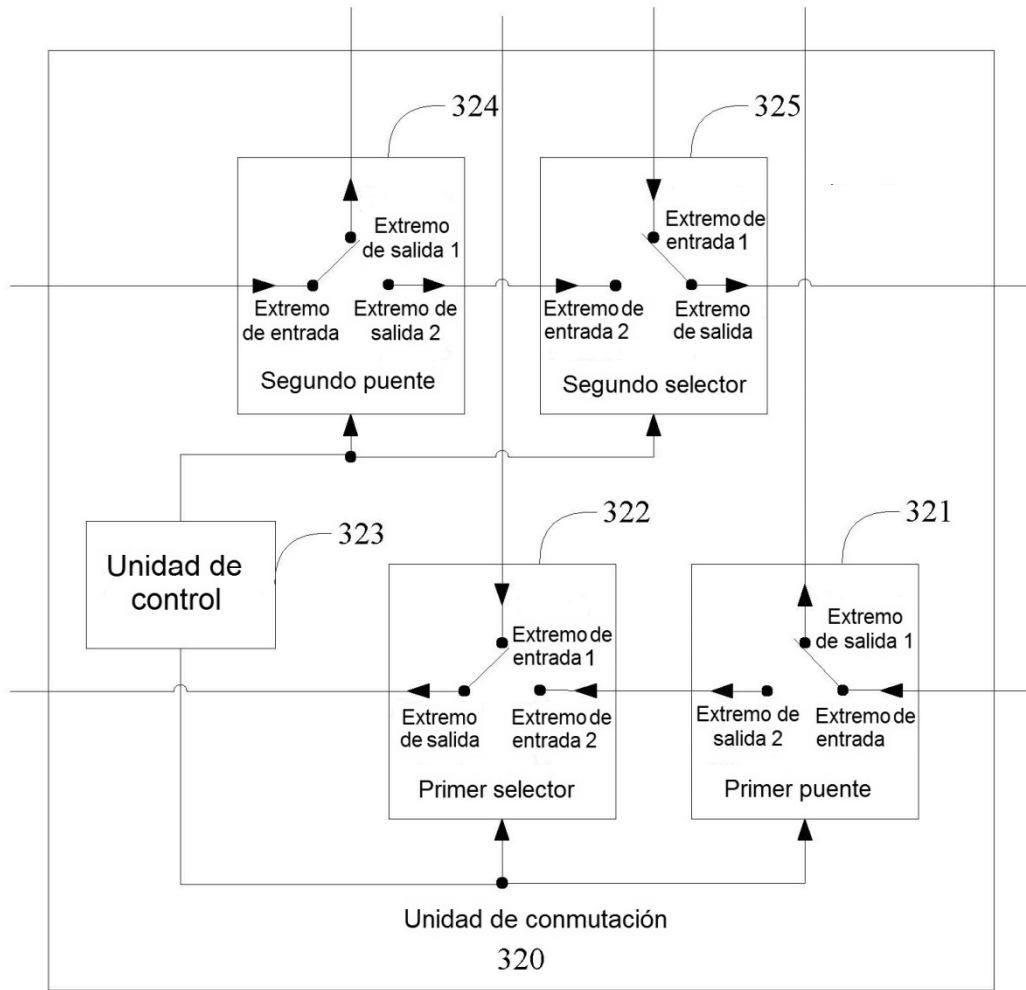 324
325
Extremo
de salida 1
Extremo
de entrada
Extremo de
salida 2
Segundo puente
Extremo de
entrada 1
Extremo de
entrada 2
Extremo
de salida
Segundo selector
323
Unidad de
control
322
321
Extremo de
entrada 1
Extremo
de salida
Extremo de
entrada 2
Primer selector
Extremo
de salida 1
Extremo de
salida 2
Extremo de
entrada
Primer puente
Unidad de conmutación
320